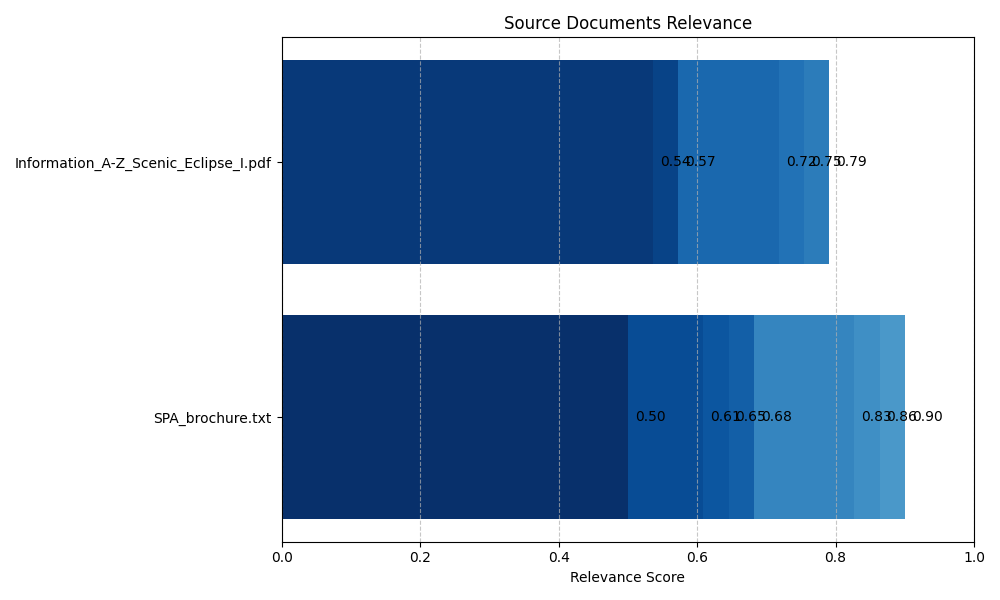 Source Documents Relevance
Information_A-Z_Scenic_Eclipse_I.pdf
0.54 0.57 0.72 0.75 0.79
SPA_brochure.txt
0.50 0.61 0.65 0.68 0.83 0.86 0.90
0.0 0.2 0.4 0.6 0.8 1.0
Relevance Score